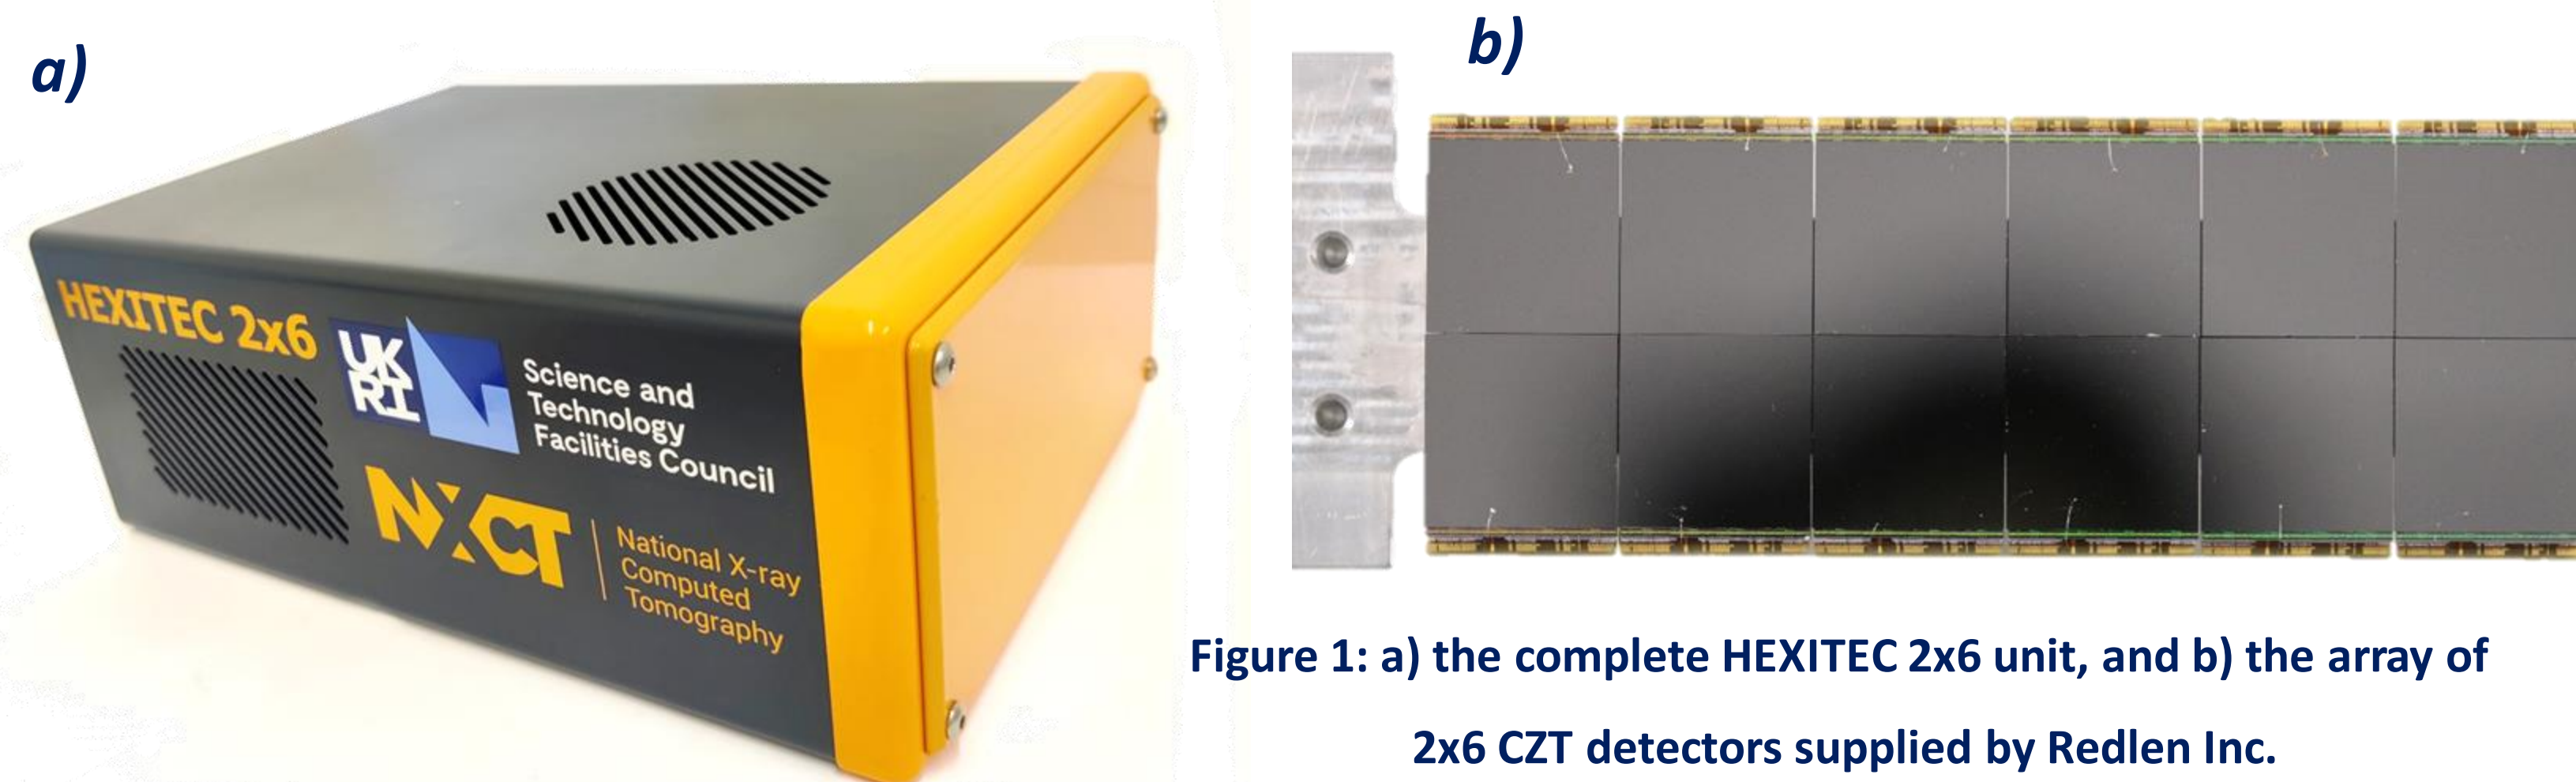 a)
b)
HEXITEC 2x6
UK
RI
Science and
Technology
Facilities Council
NXCT
National X-ray
Computed
Tomography
Figure 1: a) the complete HEXITEC 2x6 unit, and b) the array of
2x6 CZT detectors supplied by Redlen Inc.